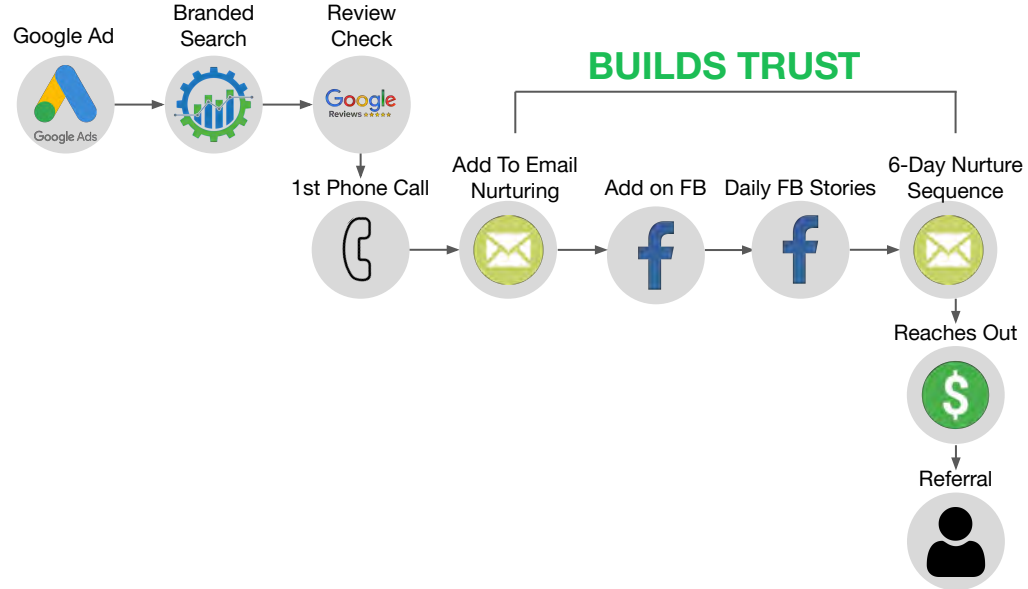 Google Ad
Branded
Search
Review
Check
Google Ads
Google
Reviews
BUILDS TRUST
1st Phone Call
Add To Email
Nurturing
Add on FB
Daily FB Stories
6-Day Nurture
Sequence
Reaches Out
$
Referral